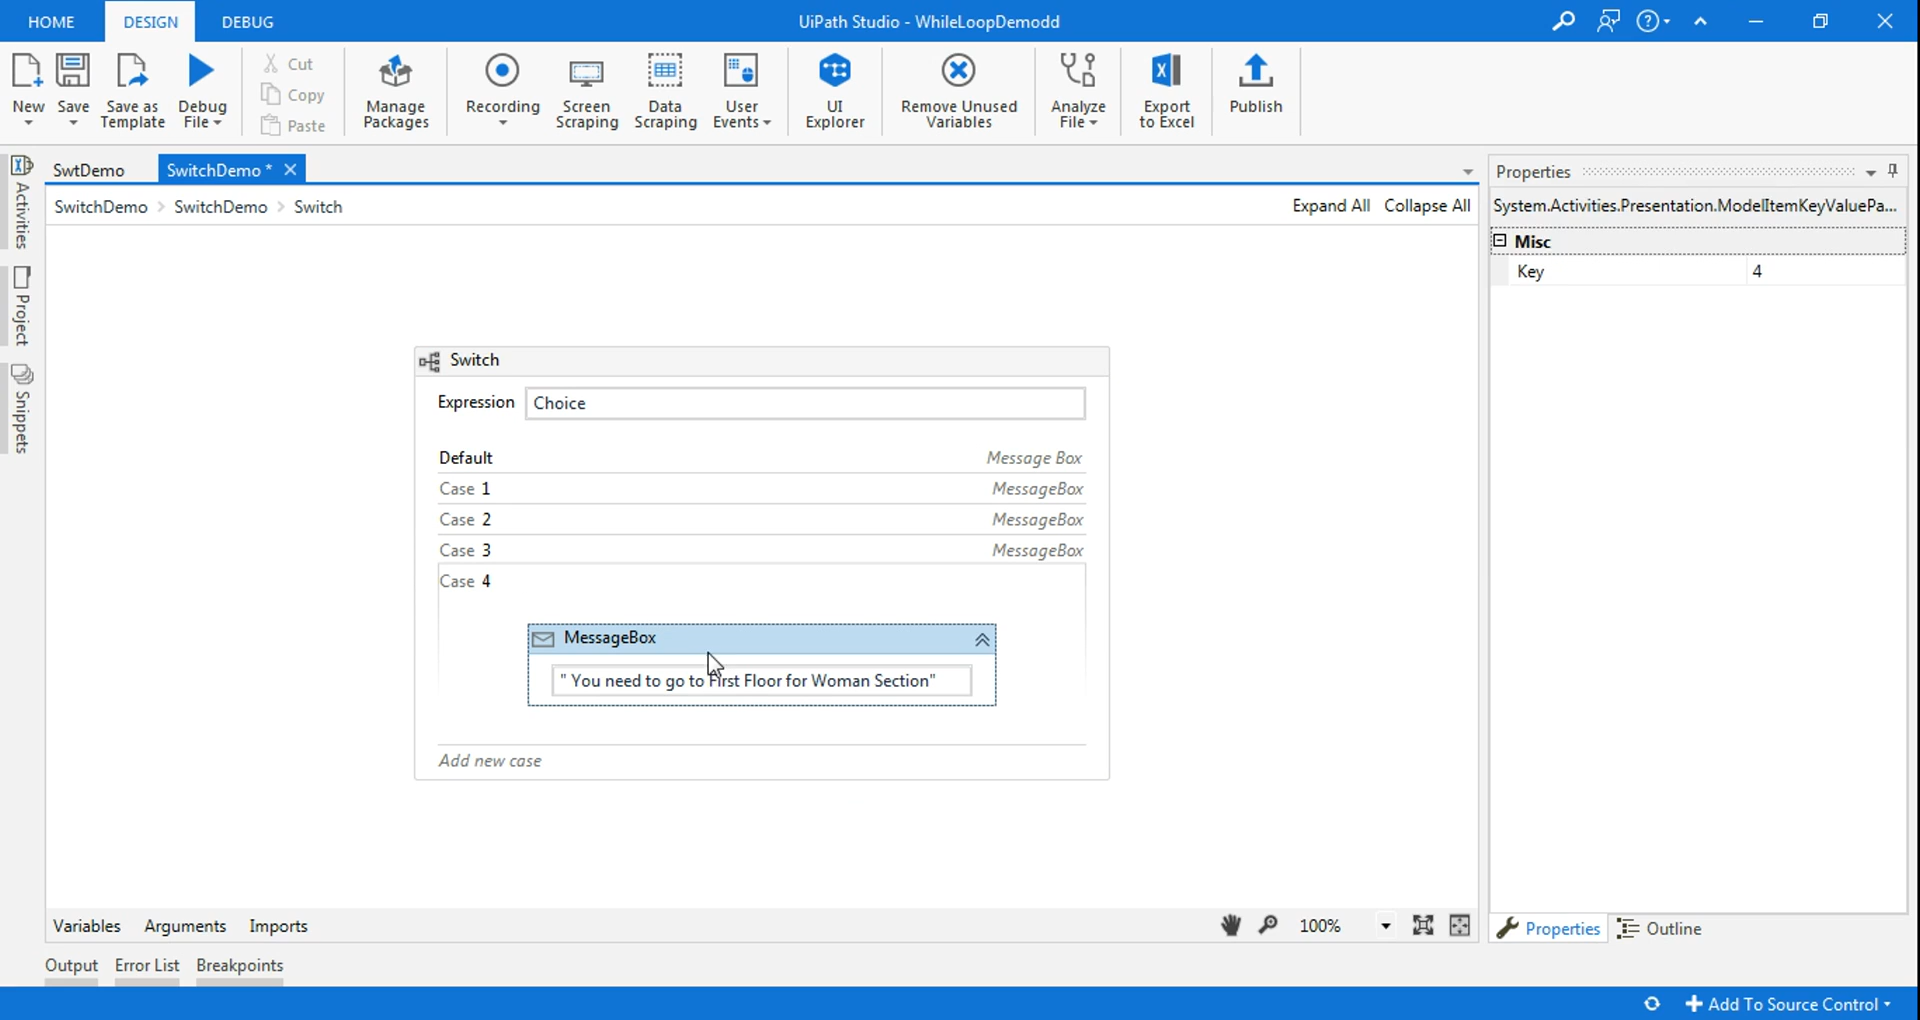 HOME DESIGN DEBUG UiPath Studio - WhileLoopDemodd
New Save Save as Template Debug File Cut Copy Paste Manage Packages Recording Screen Scraping Data Scraping User Events UI Explorer Remove Unused Variables Analyze File Export to Excel Publish
SwtDemo SwitchDemo * Properties
SwitchDemo SwitchDemo Switch Expand All Collapse All System.Activities.Presentation.ModelItemKeyValuePa...
Misc
Key 4
Activities
Project
Snippets
Switch
Expression Choice
Default Message Box
Case 1 MessageBox
Case 2 MessageBox
Case 3 MessageBox
Case 4
MessageBox
" You need to go to First Floor for Woman Section"
Add new case
Variables Arguments Imports 100% Properties Outline
Output Error List Breakpoints
Add To Source Control